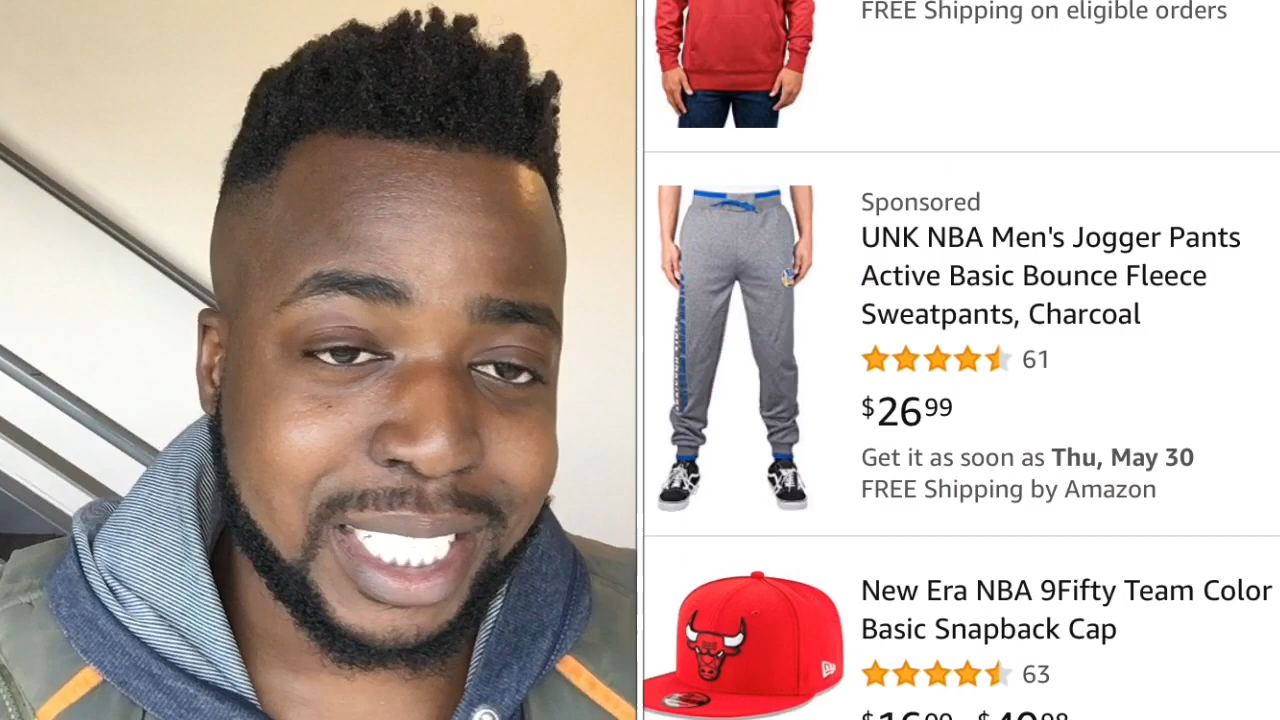 FREE Shipping on eligible orders
Sponsored
UNK NBA Men's Jogger Pants
Active Basic Bounce Fleece
Sweatpants, Charcoal
61
$26.99
Get it as soon as Thu, May 30
FREE Shipping by Amazon
New Era NBA 9Fifty Team Color
Basic Snapback Cap
63